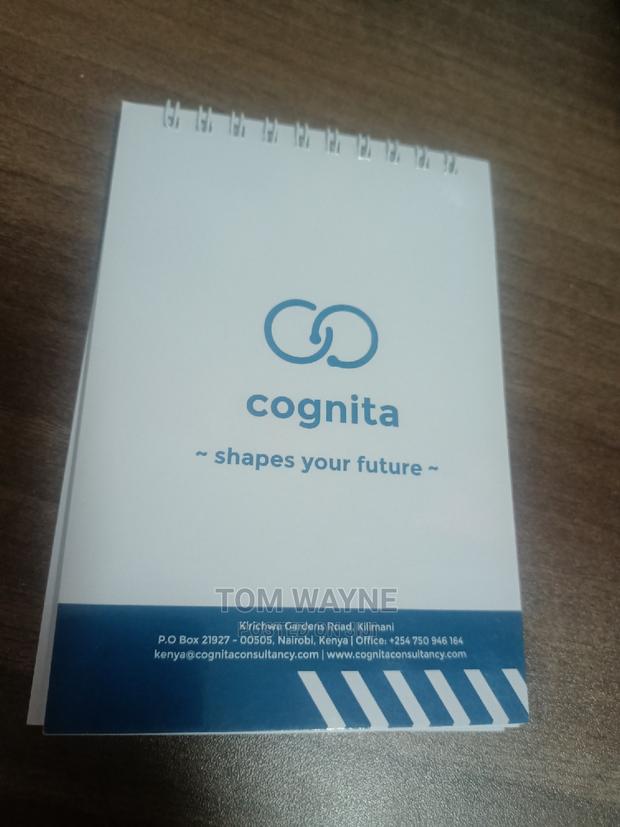 cognita
~ shapes your future ~
TOM WAYNE
Kirichwa Gardens Road, Kilimani
P.O Box 21927 - 00505, Nairobi, Kenya | Office: +254 750 946 164
kenya@cognitaconsultancy.com | www.cognitaconsultancy.com